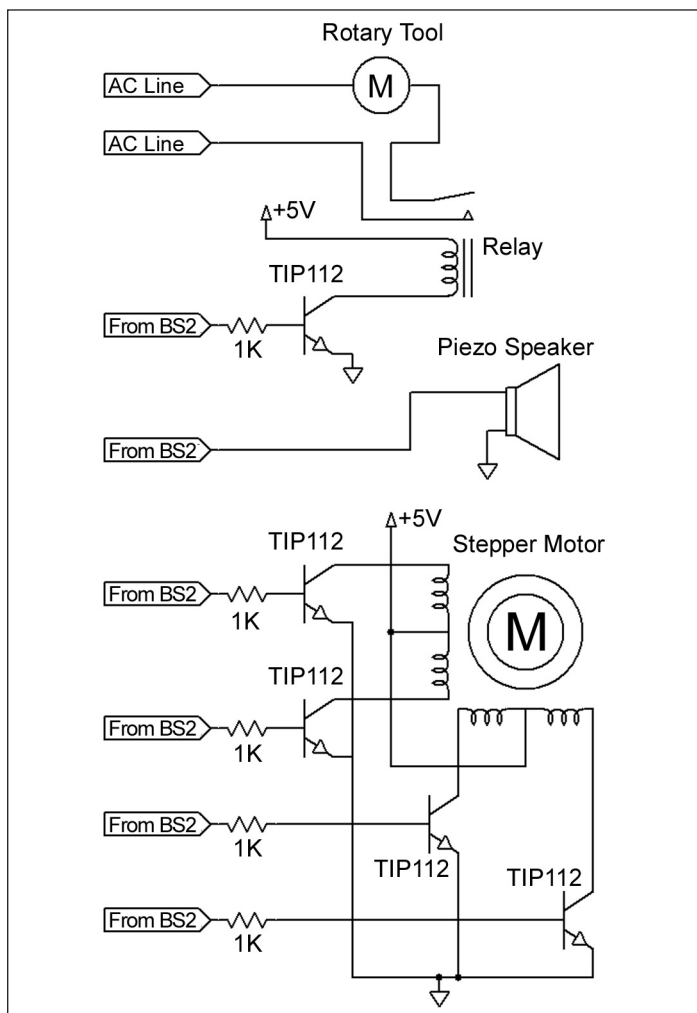 Rotary Tool
AC Line
M
AC Line
+5V
Relay
TIP112
From BS2
1K
Piezo Speaker
From BS2
+5V
TIP112
Stepper Motor
From BS2
1K
M
TIP112
From BS2
1K
From BS2
1K
TIP112
TIP112
From BS2
1K